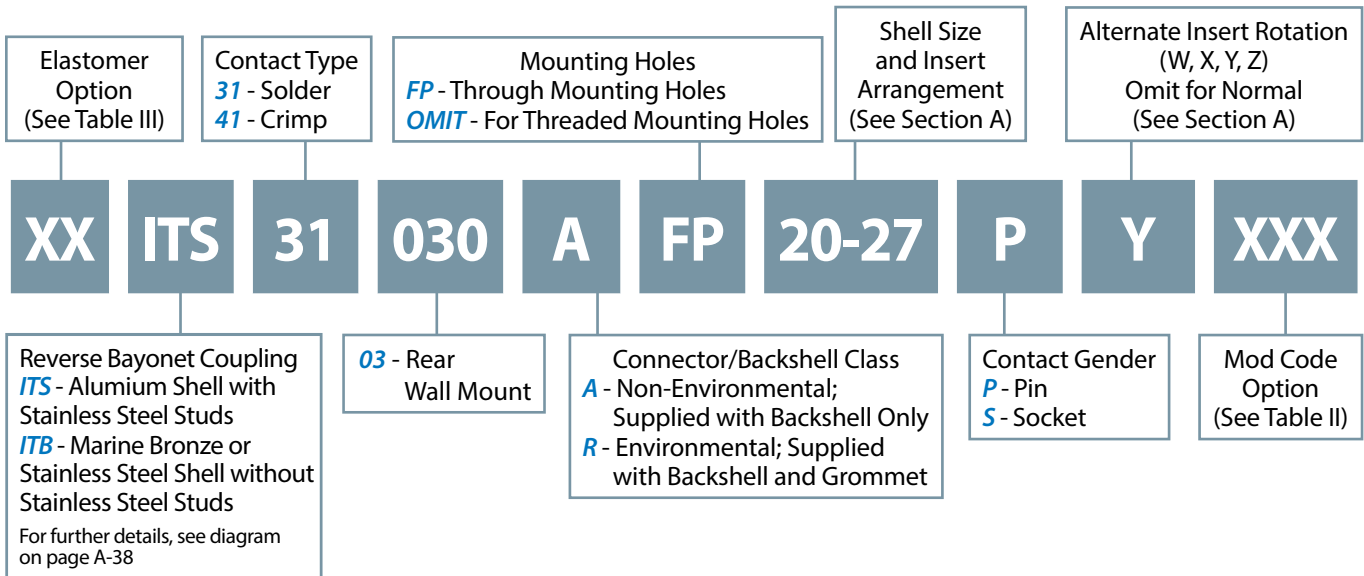 Elastomer
Option
(See Table III)
Contact Type
31 - Solder
41 - Crimp
Mounting Holes
FP - Through Mounting Holes
OMIT - For Threaded Mounting Holes
Shell Size
and Insert
Arrangement
(See Section A)
Alternate Insert Rotation
(W, X, Y, Z)
Omit for Normal
(See Section A)
XX ITS 31 030 A FP 20-27 P Y XXX
Reverse Bayonet Coupling
ITS - Alumium Shell with
Stainless Steel Studs
ITB - Marine Bronze or
Stainless Steel Shell without
Stainless Steel Studs
For further details, see diagram
on page A-38
03 - Rear
Wall Mount
Connector/Backshell Class
A - Non-Environmental;
Supplied with Backshell Only
R - Environmental; Supplied
with Backshell and Grommet
Contact Gender
P - Pin
S - Socket
Mod Code
Option
(See Table II)